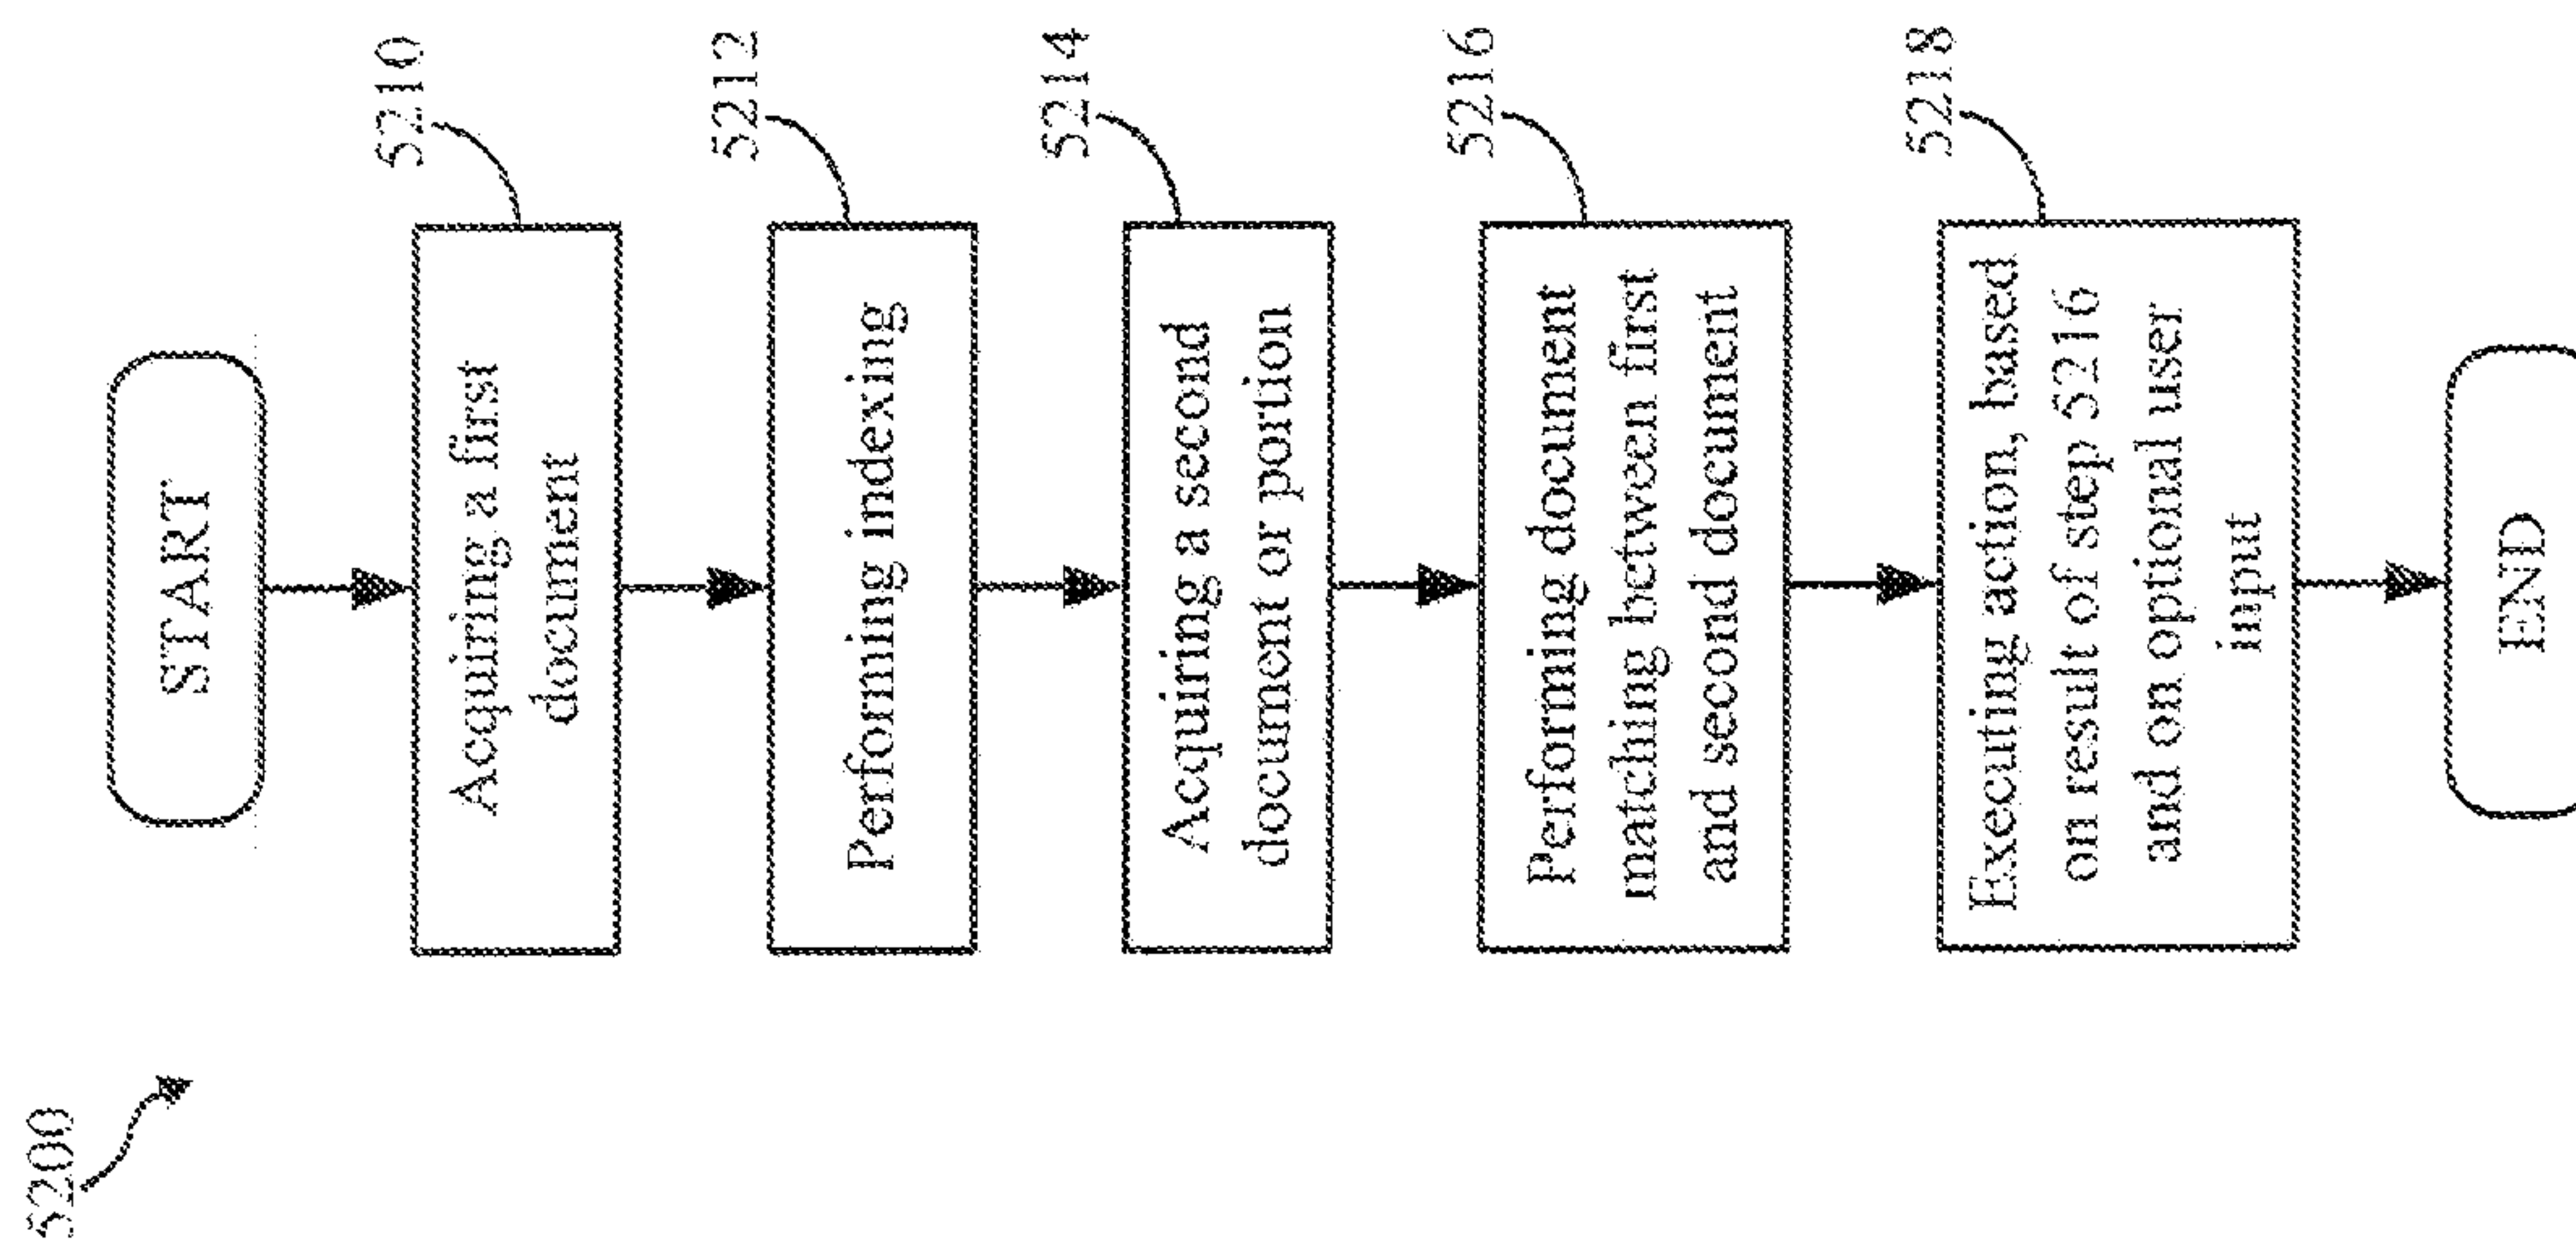 5200
START
5210
Acquiring a first
document
5212
Performing indexing
5214
Acquiring a second
document or portion
5216
Performing document
matching between first
and second document
5218
Executing action, based
on result of step 5216
and on optional user
input
END